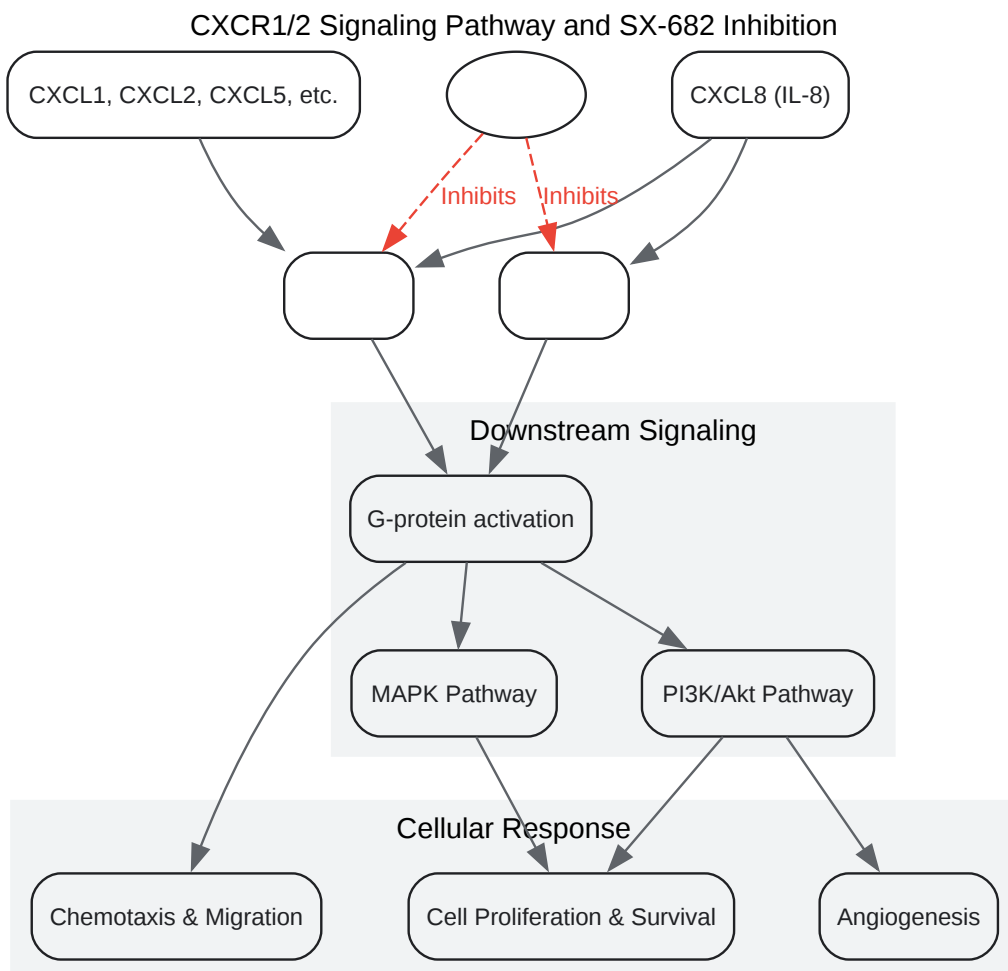 CXCR1/2 Signaling Pathway and SX-682 Inhibition
CXCL1, CXCL2, CXCL5, etc.
CXCL8 (IL-8)
Inhibits
Inhibits
Downstream Signaling
G-protein activation
MAPK Pathway
PI3K/Akt Pathway
Cellular Response
Chemotaxis & Migration
Cell Proliferation & Survival
Angiogenesis